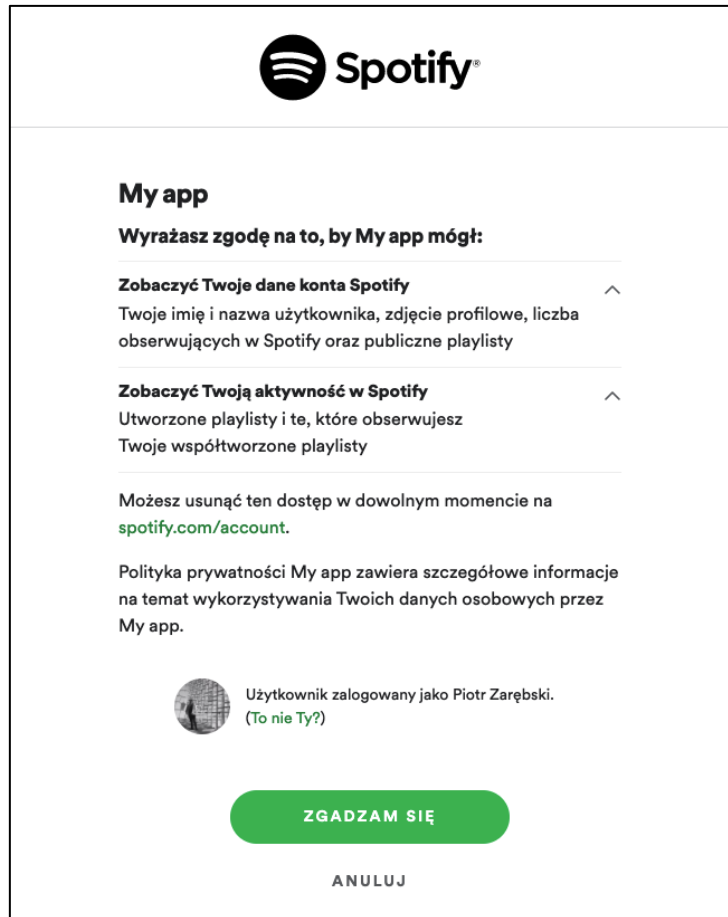 Spotify®
My app
Wyrażasz zgodę na to, by My app mógł:
Zobaczyć Twoje dane konta Spotify
Twoje imię i nazwa użytkownika, zdjęcie profilowe, liczba
obserwujących w Spotify oraz publiczne playlisty
Zobaczyć Twoją aktywność w Spotify
Utworzone playlisty i te, które obserwujesz
Twoje współtworzone playlisty
Możesz usunąć ten dostęp w dowolnym momencie na
spotify.com/account.
Polityka prywatności My app zawiera szczegółowe informacje
na temat wykorzystywania Twoich danych osobowych przez
My app.
Użytkownik zalogowany jako Piotr Zarębski.
(To nie Ty?)
ZGADZAM SIĘ
ANULUJ